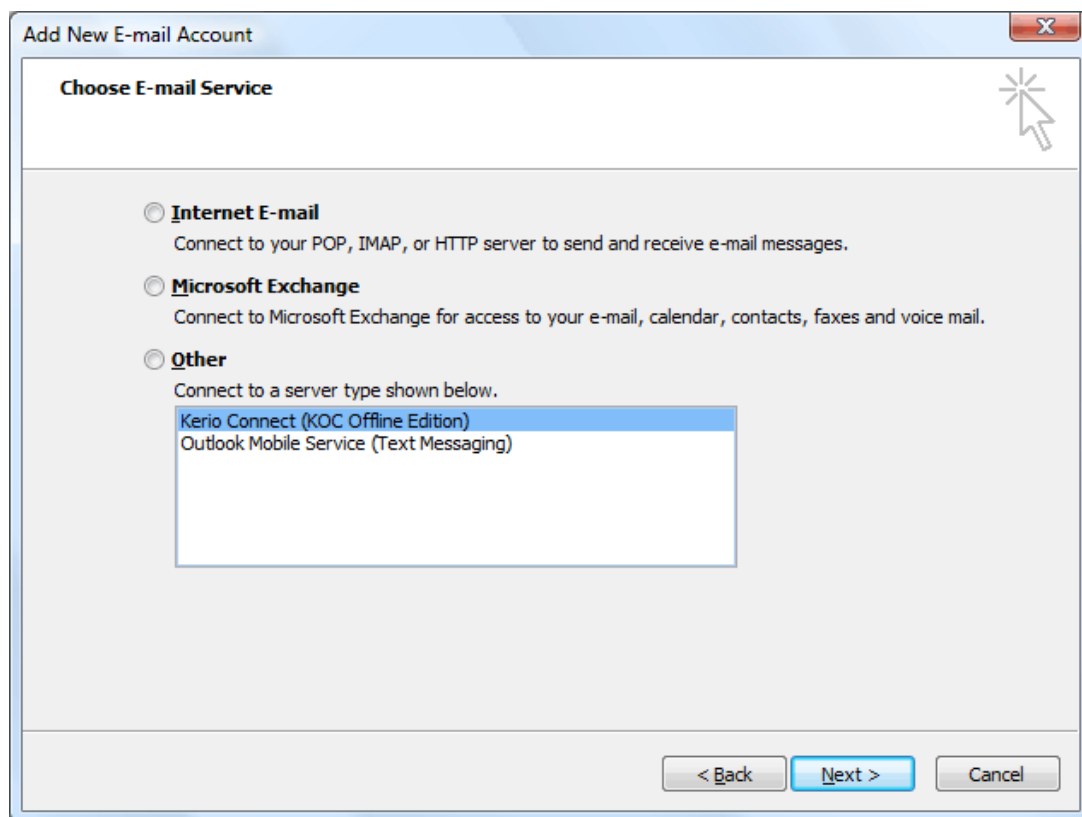 Add New E-mail Account
Choose E-mail Service
Internet E-mail
Connect to your POP, IMAP, or HTTP server to send and receive e-mail messages.
Microsoft Exchange
Connect to Microsoft Exchange for access to your e-mail, calendar, contacts, faxes and voice mail.
Other
Connect to a server type shown below.
Kerio Connect (KOC Offline Edition)
Outlook Mobile Service (Text Messaging)
< Back Next > Cancel